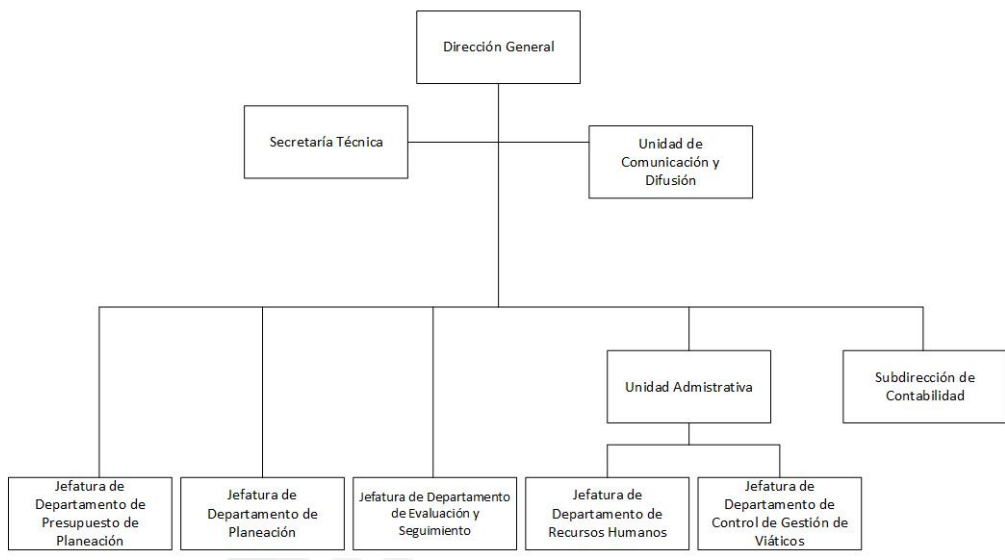 Dirección General
Secretaría Técnica
Unidad de
Comunicación y
Difusión
Unidad Admistrativa
Subdirección de
Contabilidad
Jefatura de
Departamento de
Presupuesto de
Planeación
Jefatura de
Departamento de
Planeación
Jefatura de Departamento
de Evaluación y
Seguimiento
Jefatura de
Departamento de
Recursos Humanos
Jefatura de
Departamento de
Control de Gestión de
Viáticos